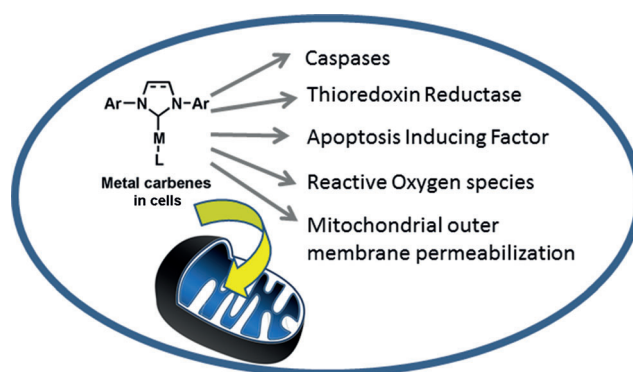 Caspases
Thioredoxin Reductase
Apoptosis Inducing Factor
Reactive Oxygen species
Mitochondrial outer
membrane permeabilization
Ar-N N-Ar
M
L
Metal carbenes
in cells